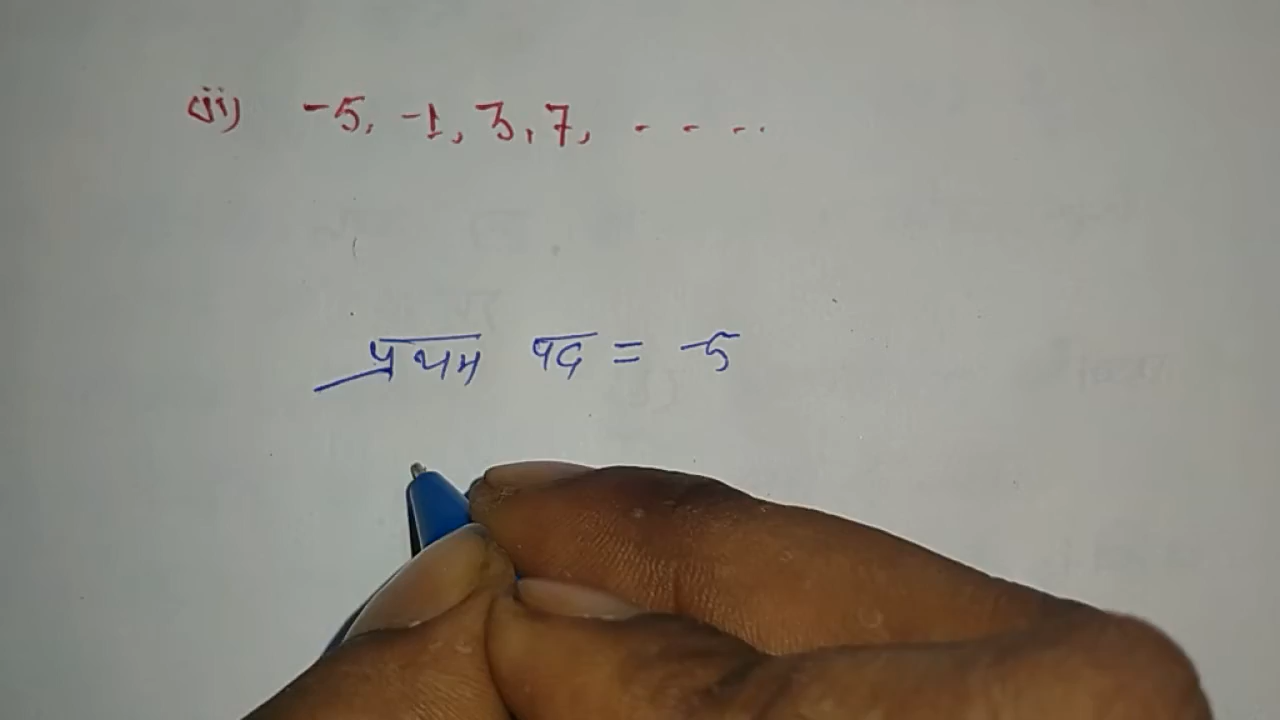 (ii) -5, -1, 3, 7, - - - ..
प्रथम पद = -5